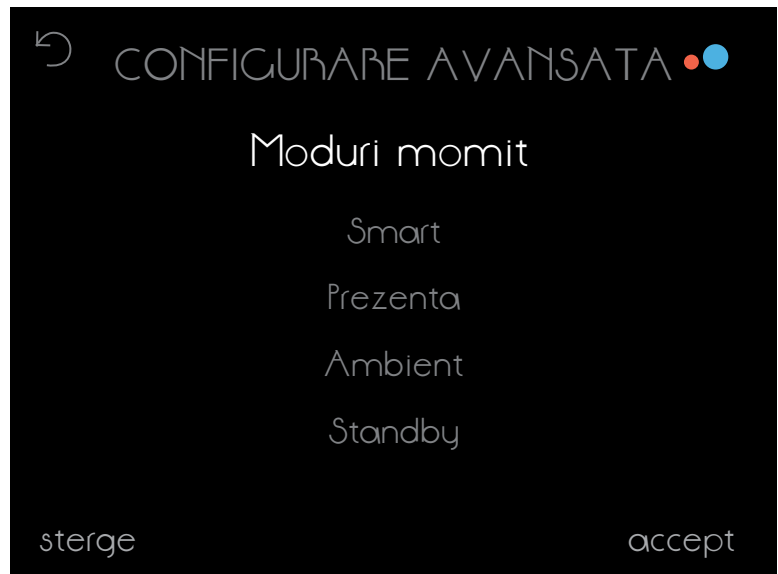 CONFIGURARE AVANSATA
Moduri momit
Smart
Prezenta
Ambient
Standby
sterge
accept